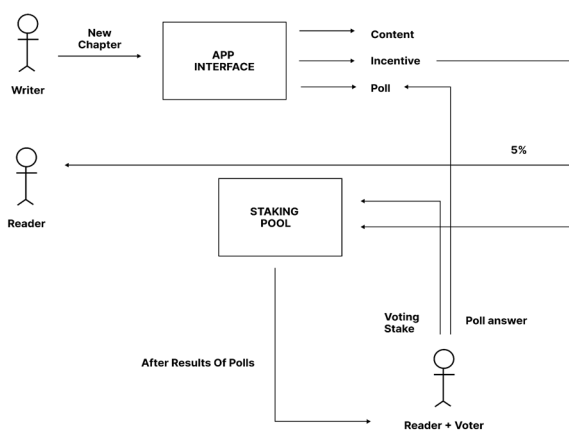 New
Chapter
Writer
APP
INTERFACE
Content
Incentive
Poll
5%
Reader
STAKING
POOL
Voting
Stake
Poll answer
After Results Of Polls
Reader + Voter